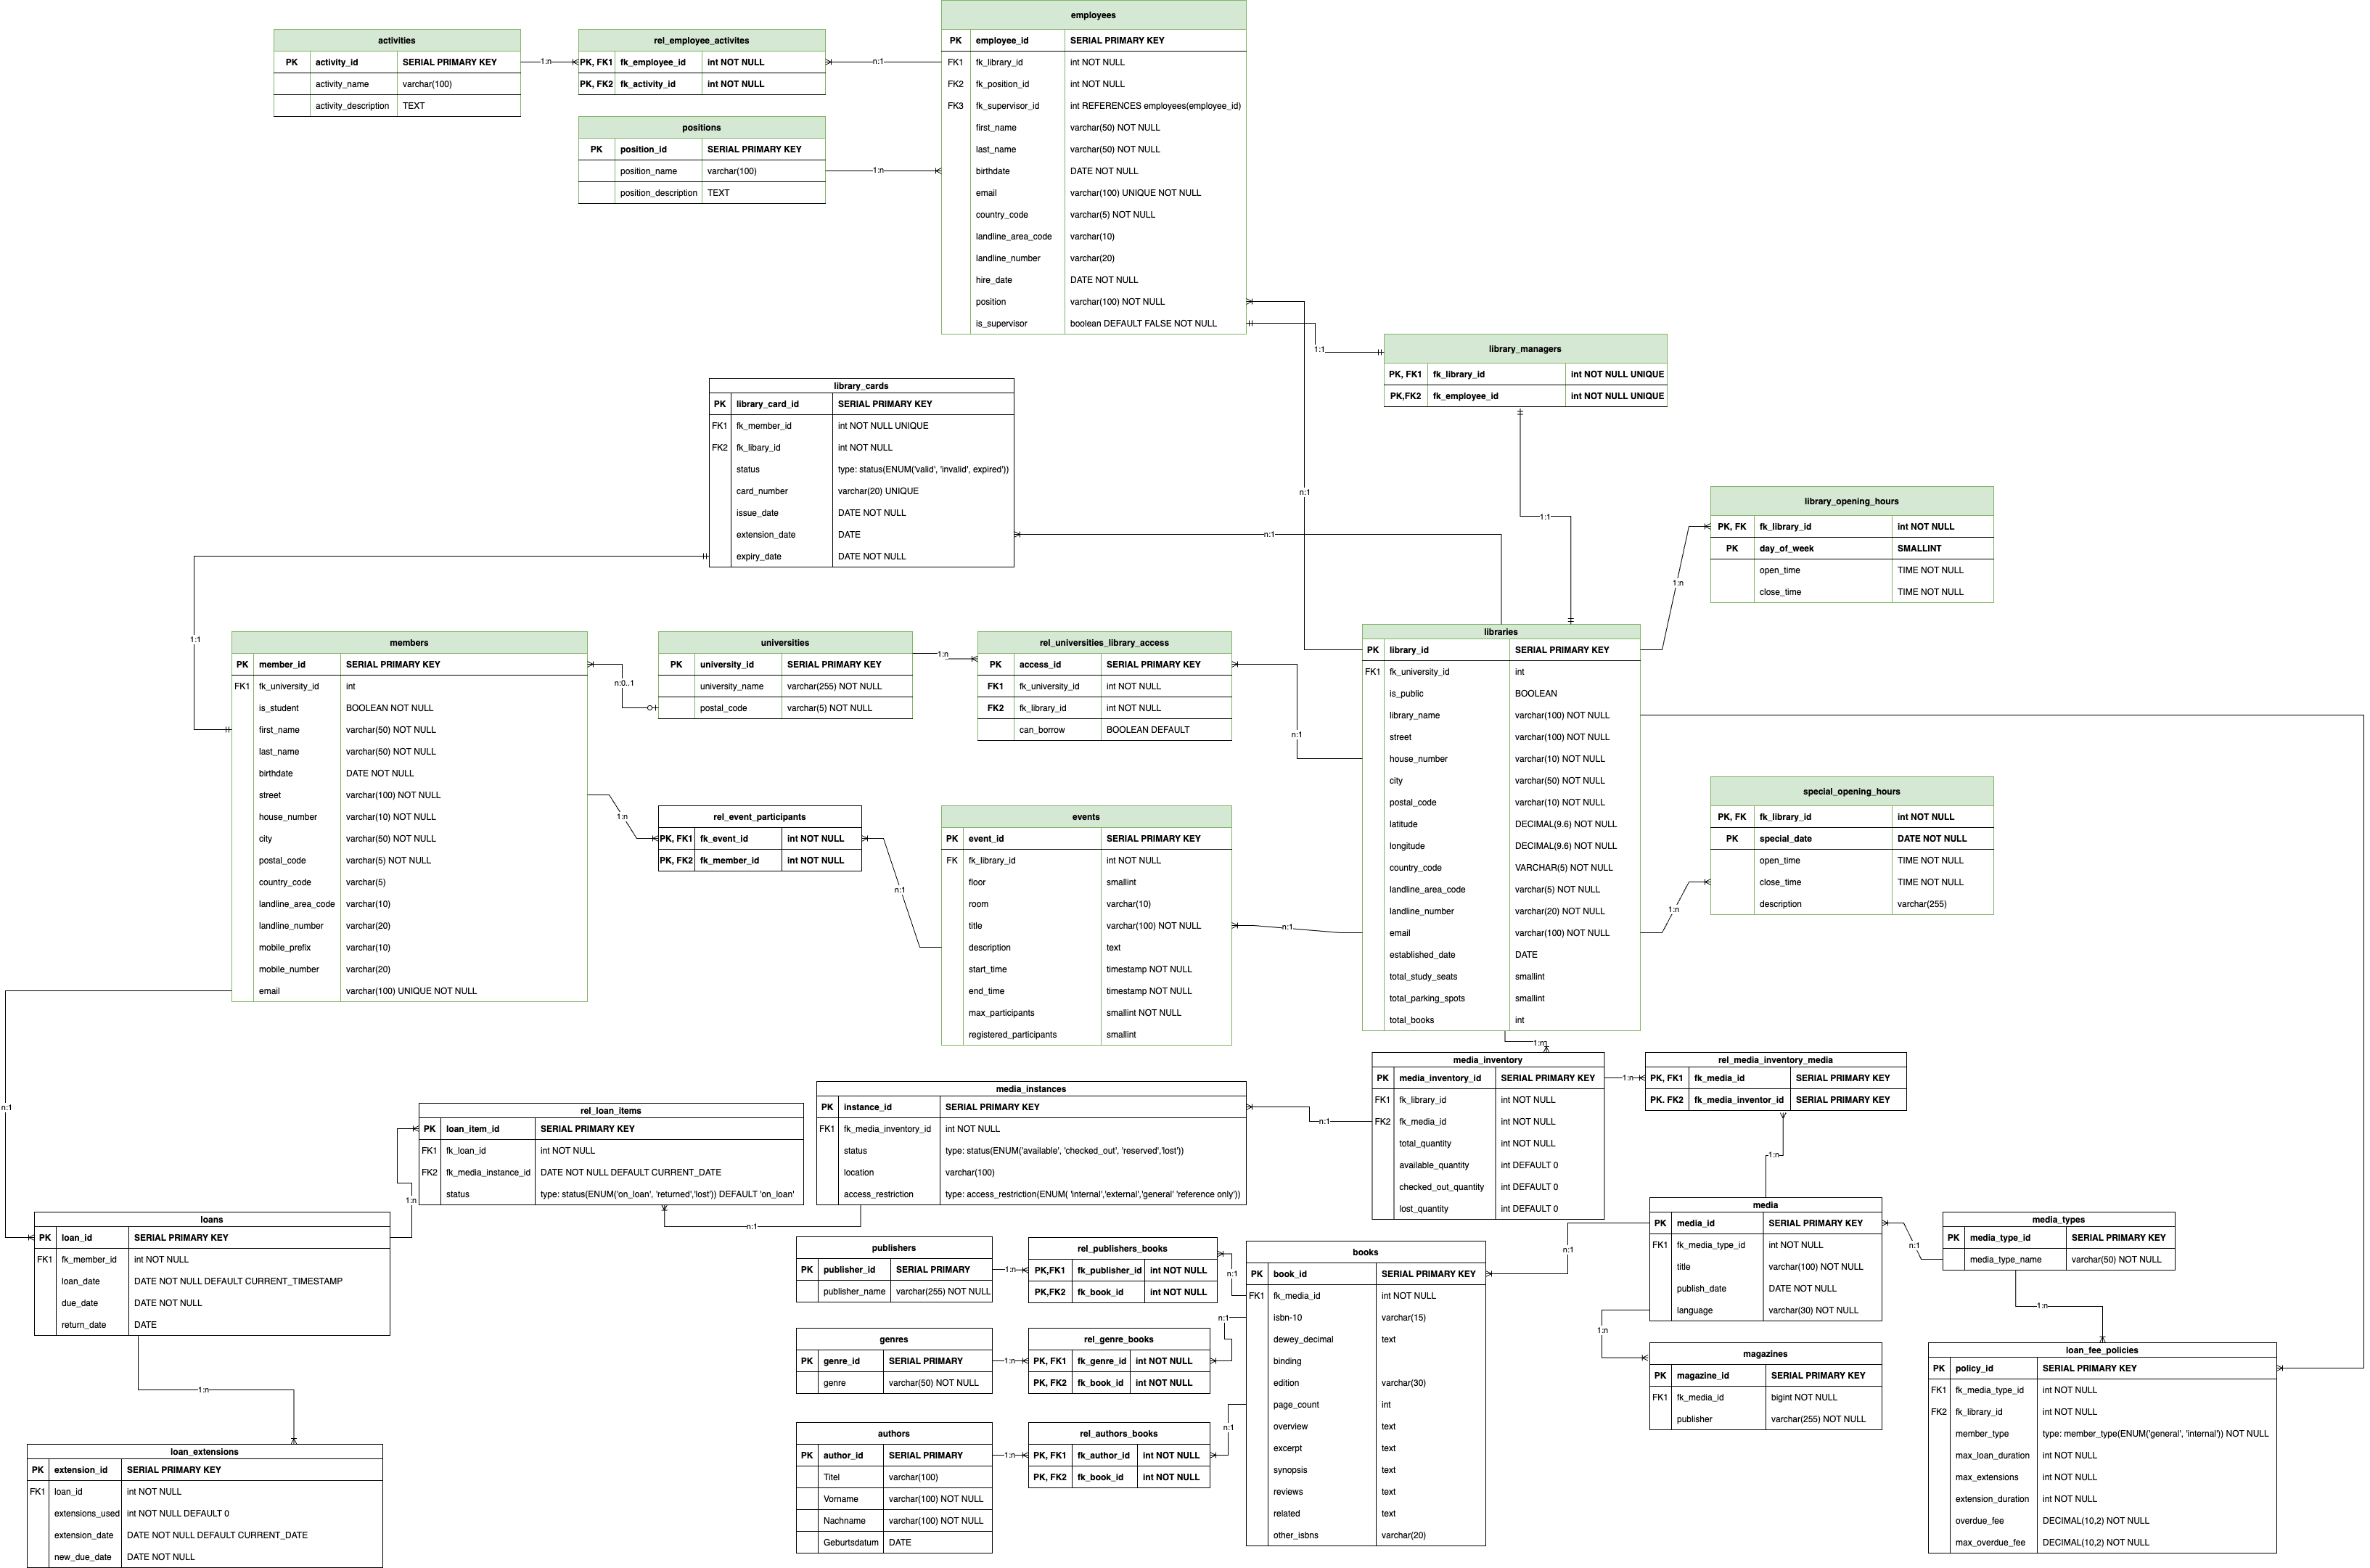 employees
PK employee_id SERIAL PRIMARY KEY
FK1 fk_library_id int NOT NULL
FK2 fk_position_id int NOT NULL
FK3 fk_supervisor_id int REFERENCES employees(employee_id)
first_name varchar(50) NOT NULL
last_name varchar(50) NOT NULL
birthdate DATE NOT NULL
email varchar(100) UNIQUE NOT NULL
country_code varchar(5) NOT NULL
landline_area_code varchar(10)
landline_number varchar(20)
hire_date DATE NOT NULL
position varchar(100) NOT NULL
is_supervisor boolean DEFAULT FALSE NOT NULL
activities
PK activity_id SERIAL PRIMARY KEY
activity_name varchar(100)
activity_description TEXT
1:n
rel_employee_activites
PK, FK1 fk_employee_id int NOT NULL
PK, FK2 fk_activity_id int NOT NULL
n:1
positions
PK position_id SERIAL PRIMARY KEY
position_name varchar(100)
position_description TEXT
1:n
1:1
library_managers
PK, FK1 fk_library_id int NOT NULL UNIQUE
PK,FK2 fk_employee_id int NOT NULL UNIQUE
library_cards
PK library_card_id SERIAL PRIMARY KEY
FK1 fk_member_id int NOT NULL UNIQUE
FK2 fk_libary_id int NOT NULL
status type: status(ENUM('valid', 'invalid', expired'))
card_number varchar(20) UNIQUE
issue_date DATE NOT NULL
extension_date DATE
expiry_date DATE NOT NULL
n:1
n:1
1:1
library_opening_hours
PK, FK fk_library_id int NOT NULL
PK day_of_week SMALLINT
open_time TIME NOT NULL
close_time TIME NOT NULL
1:n
1:1
members
PK member_id SERIAL PRIMARY KEY
FK1 fk_university_id int
is_student BOOLEAN NOT NULL
first_name varchar(50) NOT NULL
last_name varchar(50) NOT NULL
birthdate DATE NOT NULL
street varchar(100) NOT NULL
house_number varchar(10) NOT NULL
city varchar(50) NOT NULL
postal_code varchar(5) NOT NULL
country_code varchar(5)
landline_area_code varchar(10)
landline_number varchar(20)
mobile_prefix varchar(10)
mobile_number varchar(20)
email varchar(100) UNIQUE NOT NULL
n:0..1
universities
PK university_id SERIAL PRIMARY KEY
university_name varchar(255) NOT NULL
postal_code varchar(5) NOT NULL
1:n
rel_universities_library_access
PK access_id SERIAL PRIMARY KEY
FK1 fk_university_id int NOT NULL
FK2 fk_library_id int NOT NULL
can_borrow BOOLEAN DEFAULT
n:1
libraries
PK library_id SERIAL PRIMARY KEY
FK1 fk_university_id int
is_public BOOLEAN
library_name varchar(100) NOT NULL
street varchar(100) NOT NULL
house_number varchar(10) NOT NULL
city varchar(50) NOT NULL
postal_code varchar(10) NOT NULL
latitude DECIMAL(9.6) NOT NULL
longitude DECIMAL(9.6) NOT NULL
country_code VARCHAR(5) NOT NULL
landline_area_code varchar(5) NOT NULL
landline_number varchar(20) NOT NULL
email varchar(100) NOT NULL
established_date DATE
total_study_seats smallint
total_parking_spots smallint
total_books int
special_opening_hours
PK, FK fk_library_id int NOT NULL
PK special_date DATE NOT NULL
open_time TIME NOT NULL
close_time TIME NOT NULL
description varchar(255)
1:n
1:n
rel_event_participants
PK, FK1 fk_event_id int NOT NULL
PK, FK2 fk_member_id int NOT NULL
n:1
events
PK event_id SERIAL PRIMARY KEY
FK fk_library_id int NOT NULL
floor smallint
room varchar(10)
title varchar(100) NOT NULL
description text
start_time timestamp NOT NULL
end_time timestamp NOT NULL
max_participants smallint NOT NULL
registered_participants smallint
n:1
1:n
media_inventory
PK media_inventory_id SERIAL PRIMARY KEY
FK1 fk_library_id int NOT NULL
FK2 fk_media_id int NOT NULL
total_quantity int NOT NULL
available_quantity int DEFAULT 0
checked_out_quantity int DEFAULT 0
lost_quantity int DEFAULT 0
1:n
rel_media_inventory_media
PK, FK1 fk_media_id SERIAL PRIMARY KEY
PK. FK2 fk_media_inventor_id SERIAL PRIMARY KEY
1:n
media_instances
PK instance_id SERIAL PRIMARY KEY
FK1 fk_media_inventory_id int NOT NULL
status type: status(ENUM('available', 'checked_out', 'reserved','lost'))
location varchar(100)
access_restriction type: access_restriction(ENUM( 'internal','external','general' 'reference only'))
n:1
n:1
rel_loan_items
PK loan_item_id SERIAL PRIMARY KEY
FK1 fk_loan_id int NOT NULL
FK2 fk_media_instance_id DATE NOT NULL DEFAULT CURRENT_DATE
status type: status(ENUM('on_loan', 'returned','lost')) DEFAULT 'on_loan'
n:1
1:n
loans
PK loan_id SERIAL PRIMARY KEY
FK1 fk_member_id int NOT NULL
loan_date DATE NOT NULL DEFAULT CURRENT_TIMESTAMP
due_date DATE NOT NULL
return_date DATE
1:n
loan_extensions
PK extension_id SERIAL PRIMARY KEY
FK1 loan_id int NOT NULL
extensions_used int NOT NULL DEFAULT 0
extension_date DATE NOT NULL DEFAULT CURRENT_DATE
new_due_date DATE NOT NULL
publishers
PK publisher_id SERIAL PRIMARY
publisher_name varchar(255) NOT NULL
1:n
rel_publishers_books
PK,FK1 fk_publisher_id int NOT NULL
PK,FK2 fk_book_id int NOT NULL
n:1
genres
PK genre_id SERIAL PRIMARY
genre varchar(50) NOT NULL
1:n
rel_genre_books
PK, FK1 fk_genre_id int NOT NULL
PK, FK2 fk_book_id int NOT NULL
n:1
authors
PK author_id SERIAL PRIMARY
Titel varchar(100)
Vorname varchar(100) NOT NULL
Nachname varchar(100) NOT NULL
Geburtsdatum DATE
1:n
rel_authors_books
PK, FK1 fk_author_id int NOT NULL
PK, FK2 fk_book_id int NOT NULL
n:1
books
PK book_id SERIAL PRIMARY KEY
FK1 fk_media_id int NOT NULL
isbn-10 varchar(15)
dewey_decimal text
binding
edition varchar(30)
page_count int
overview text
excerpt text
synopsis text
reviews text
related text
other_isbns varchar(20)
n:1
media
PK media_id SERIAL PRIMARY KEY
FK1 fk_media_type_id int NOT NULL
title varchar(100) NOT NULL
publish_date DATE NOT NULL
language varchar(30) NOT NULL
n:1
media_types
PK media_type_id SERIAL PRIMARY KEY
media_type_name varchar(50) NOT NULL
1:n
1:n
magazines
PK magazine_id SERIAL PRIMARY KEY
FK1 fk_media_id bigint NOT NULL
publisher varchar(255) NOT NULL
loan_fee_policies
PK policy_id SERIAL PRIMARY KEY
FK1 fk_media_type_id int NOT NULL
FK2 fk_library_id int NOT NULL
member_type type: member_type(ENUM('general', 'internal')) NOT NULL
max_loan_duration int NOT NULL
max_extensions int NOT NULL
extension_duration int NOT NULL
overdue_fee DECIMAL(10,2) NOT NULL
max_overdue_fee DECIMAL(10,2) NOT NULL